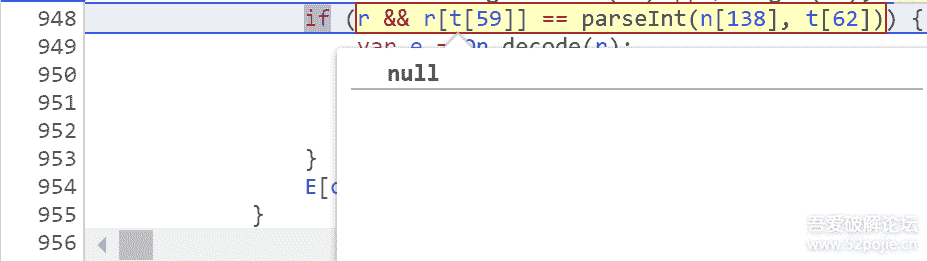 948 if (r && r[t[59]] == parseInt(n[138], t[62])) {
949
950 null
951
952
953 }
954 E[
955 }
956
吾爱破解论坛
www.52pojie.cn